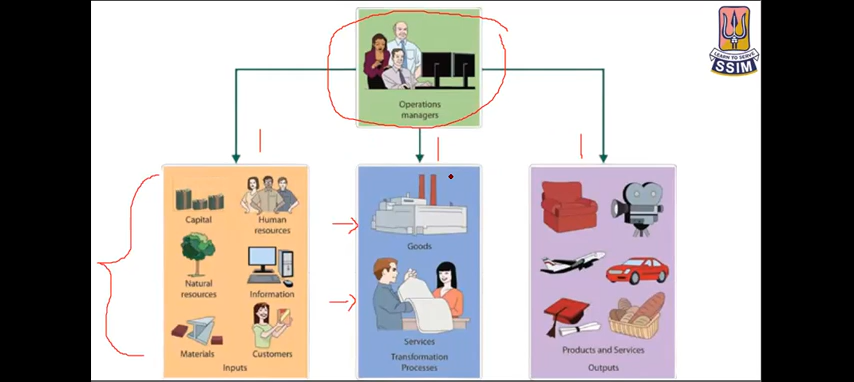 LEARN TO SERVE
SSIM
Operations
managers
Capital
Human
resources
Natural
resources
Information
Materials
Customers
Inputs
Goods
Services
Transformation
Processes
Products and Services
Outputs